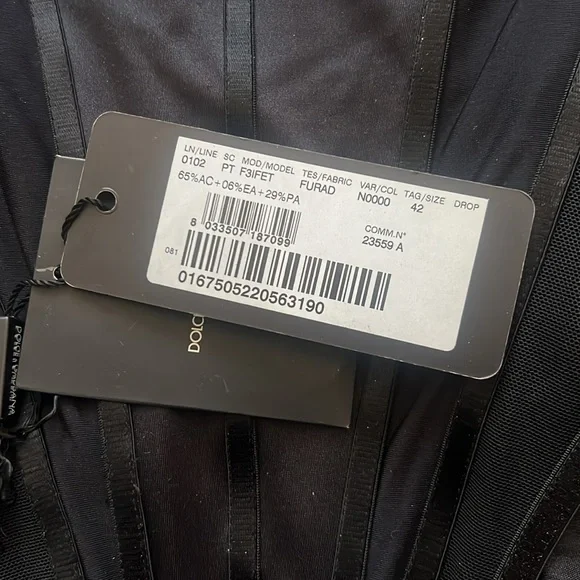 LN/LINE SC MOD/MODEL TES/FABRIC VAR/COL TAG/SIZE DROP
0102 PT F3IFET FURAD N0000 42
65%AC+06%EA+29%PA
COMM.N°
23559 A
8 033507 187099
081
0167505220563190
DOLC